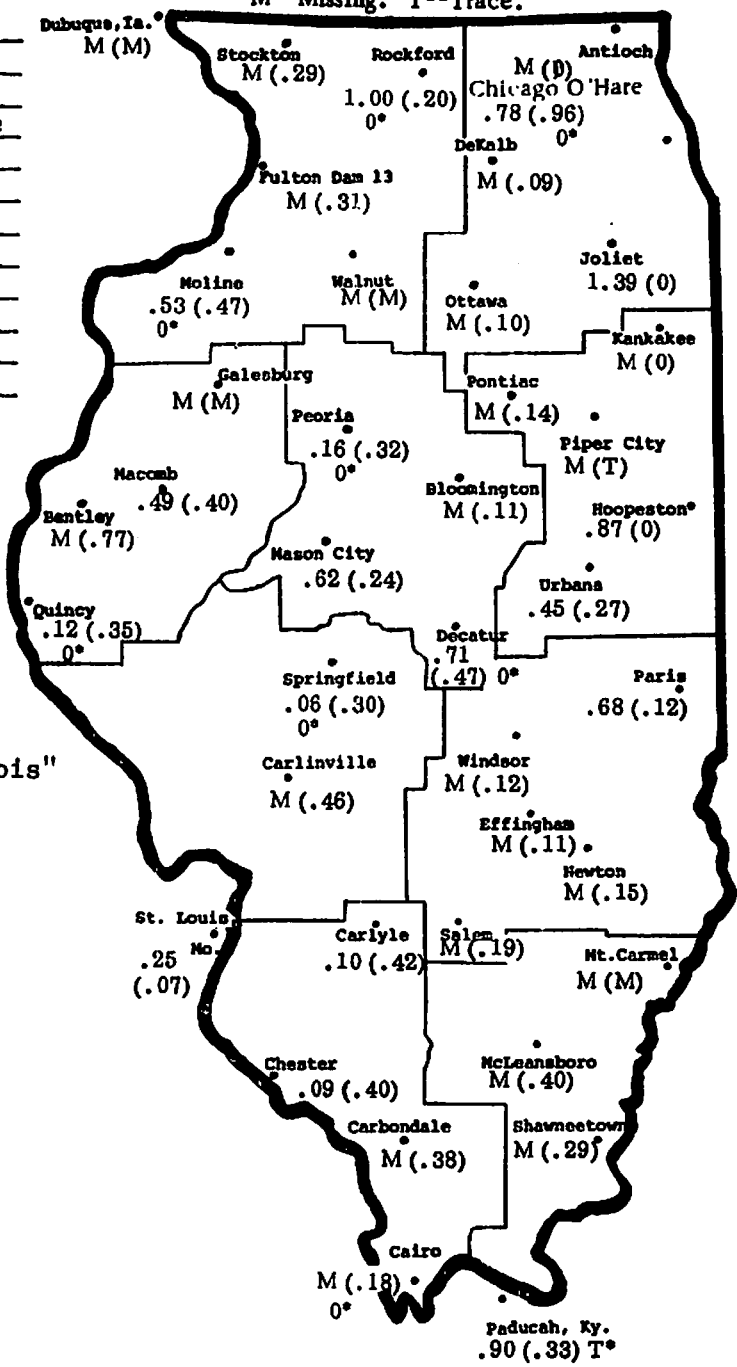 M--Missing. T--Trace.
Dubuque,Ia.
M (M)
Stockton
M (.29)
Rockford
1.00 (.20)
0*
Antioch
M (0)
Chicago O'Hare
.78 (.96)
0*
DeKalb
M (.09)
Fulton Dam 13
M (.31)
Moline
.53 (.47)
0*
Walnut
M (M)
Ottawa
M (.10)
Joliet
1.39 (0)
Kankakee
M (0)
Galesburg
M (M)
Peoria
.16 (.32)
0*
Pontiac
M (.14)
Piper City
M (T)
Macomb
.49 (.40)
Bentley
M (.77)
Bloomington
M (.11)
Hoopeston
.87 (0)
Mason City
.62 (.24)
Urbana
.45 (.27)
Quincy
.12 (.35)
0*
Decatur
.71
(.47) 0*
Springfield
.06 (.30)
0*
Paris
.68 (.12)
ois"
Carlinville
M (.46)
Windsor
M (.12)
Effingham
M (.11)
Newton
M (.15)
St. Louis,
Mo.
.25
(.07)
Carlyle
.10 (.42)
Salem
M (.19)
Mt.Carmel
M (M)
Chester
.09 (.40)
McLeansboro
M (.40)
Carbondale
M (.38)
Shawneetown
M (.29)
Cairo
M (.18)
0*
Paducah, Ky.
.90 (.33) T*